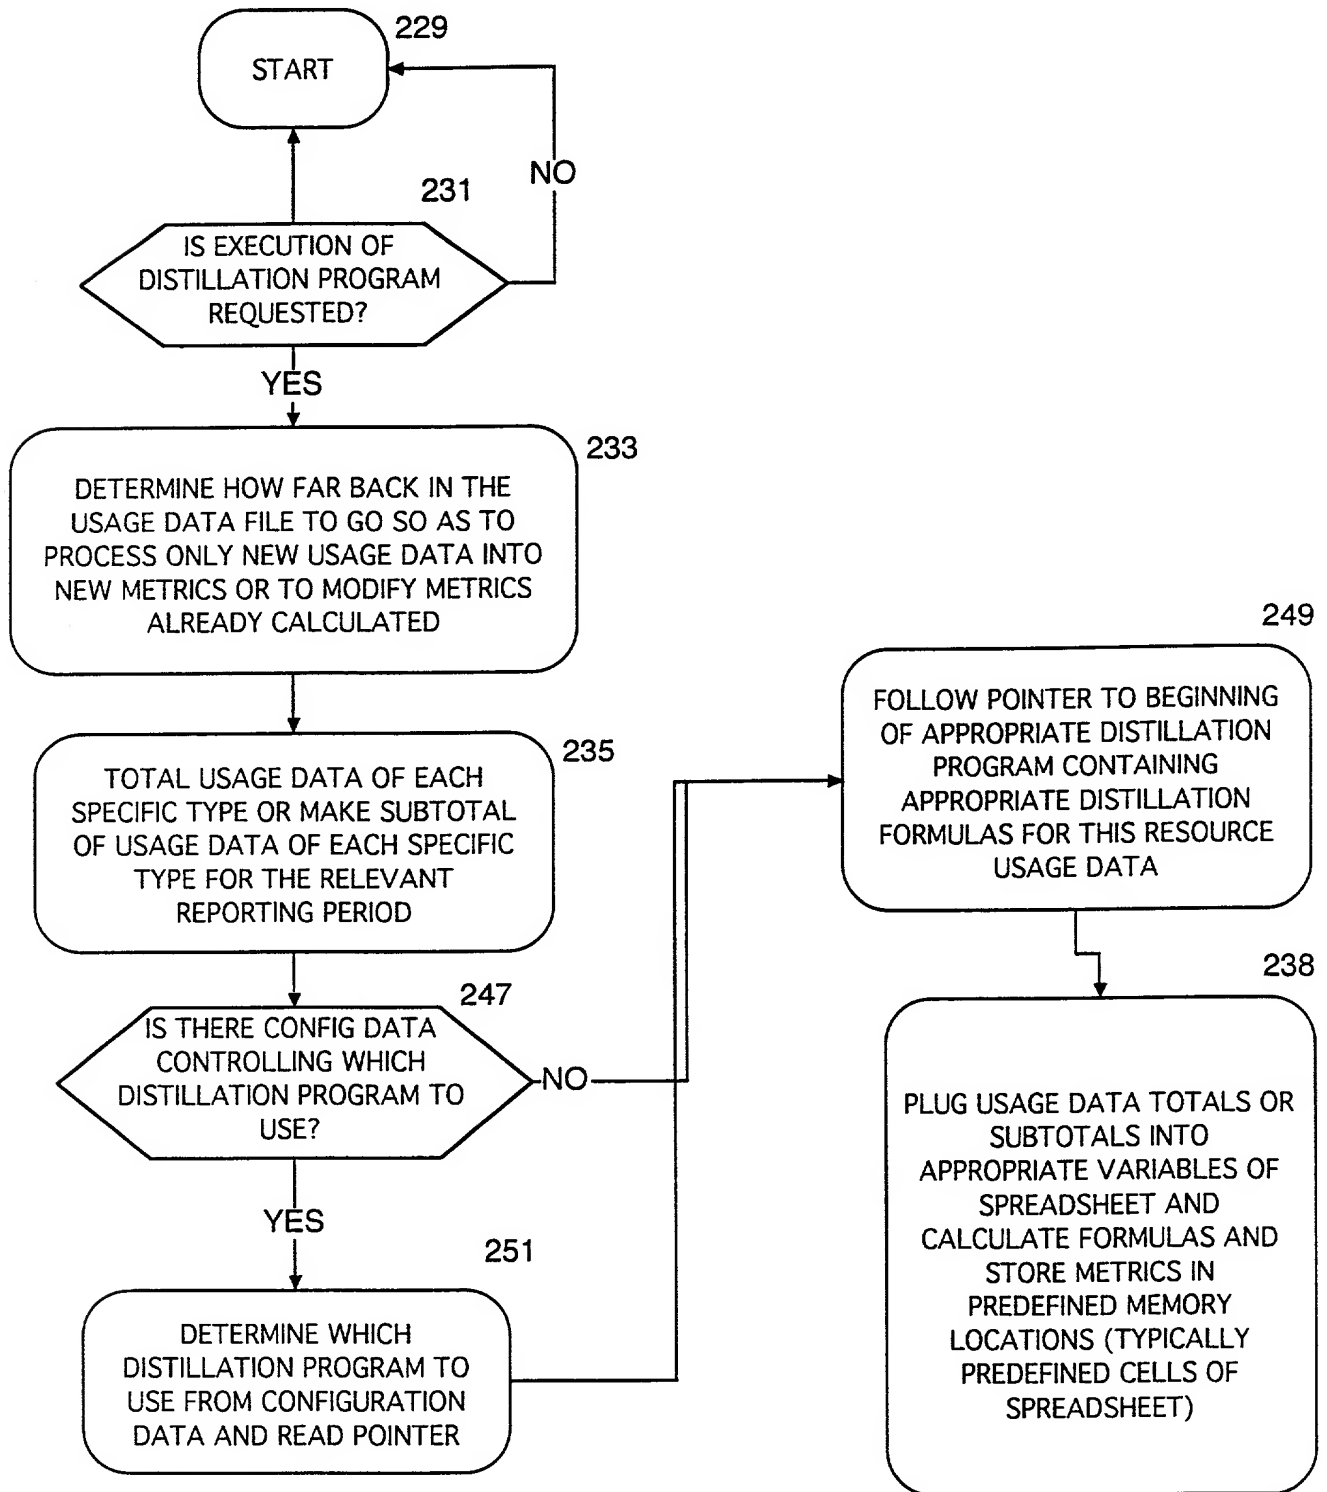 229
START
NO
231
IS EXECUTION OF
DISTILLATION PROGRAM
REQUESTED?
YES
233
DETERMINE HOW FAR BACK IN THE
USAGE DATA FILE TO GO SO AS TO
PROCESS ONLY NEW USAGE DATA INTO
NEW METRICS OR TO MODIFY METRICS
ALREADY CALCULATED
235
TOTAL USAGE DATA OF EACH
SPECIFIC TYPE OR MAKE SUBTOTAL
OF USAGE DATA OF EACH SPECIFIC
TYPE FOR THE RELEVANT
REPORTING PERIOD
247
IS THERE CONFIG DATA
CONTROLLING WHICH
DISTILLATION PROGRAM TO
USE?
NO
YES
251
DETERMINE WHICH
DISTILLATION PROGRAM TO
USE FROM CONFIGURATION
DATA AND READ POINTER
249
FOLLOW POINTER TO BEGINNING
OF APPROPRIATE DISTILLATION
PROGRAM CONTAINING
APPROPRIATE DISTILLATION
FORMULAS FOR THIS RESOURCE
USAGE DATA
238
PLUG USAGE DATA TOTALS OR
SUBTOTALS INTO
APPROPRIATE VARIABLES OF
SPREADSHEET AND
CALCULATE FORMULAS AND
STORE METRICS IN
PREDEFINED MEMORY
LOCATIONS (TYPICALLY
PREDEFINED CELLS OF
SPREADSHEET)